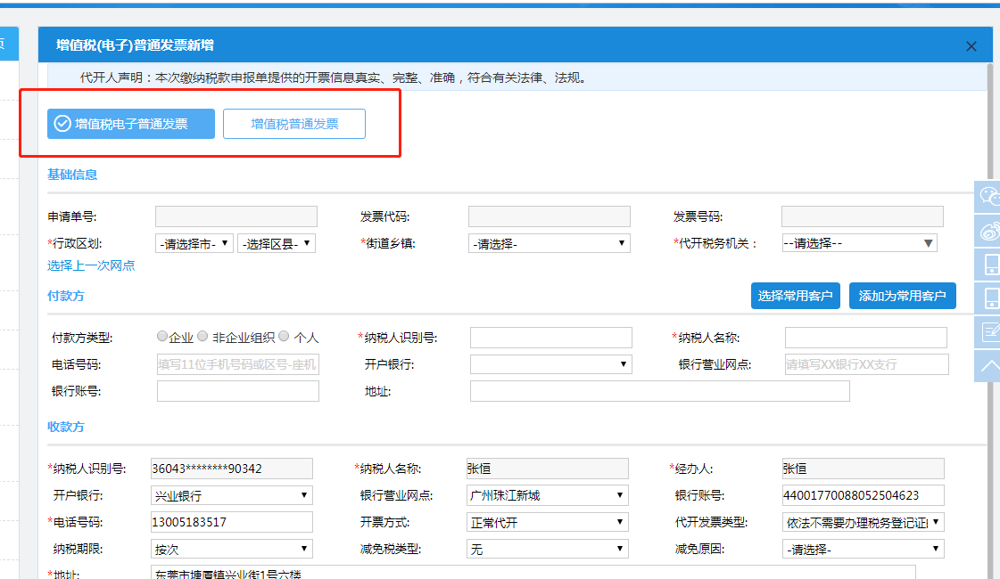 增值税(电子)普通发票新增
代开人声明：本次缴纳税款申报单提供的开票信息真实、完整、准确，符合有关法律、法规。
增值税电子普通发票 增值税普通发票
基础信息
申请单号: 发票代码: 发票号码:
*行政区划: -请选择市- -选择区县- *街道乡镇: -请选择- *代开税务机关： --请选择--
选择上一次网点
付款方 选择常用客户 添加为常用客户
付款方类型: 企业 非企业组织 个人 *纳税人识别号: *纳税人名称:
电话号码: 填写11位手机号码或区号-座机 开户银行: 银行营业网点: 请填写XX银行XX支行
银行账号: 地址:
收款方
*纳税人识别号: 36043********90342 *纳税人名称: 张恒 *经办人: 张恒
开户银行: 兴业银行 银行营业网点: 广州珠江新城 银行账号: 44001770088052504623
*电话号码: 13005183517 开票方式: 正常代开 代开发票类型: 依法不需要办理税务登记证
纳税期限: 按次 减免税类型: 无 减免原因: -请选择-
*地址: 东莞市塘厦镇兴业街1号六楼